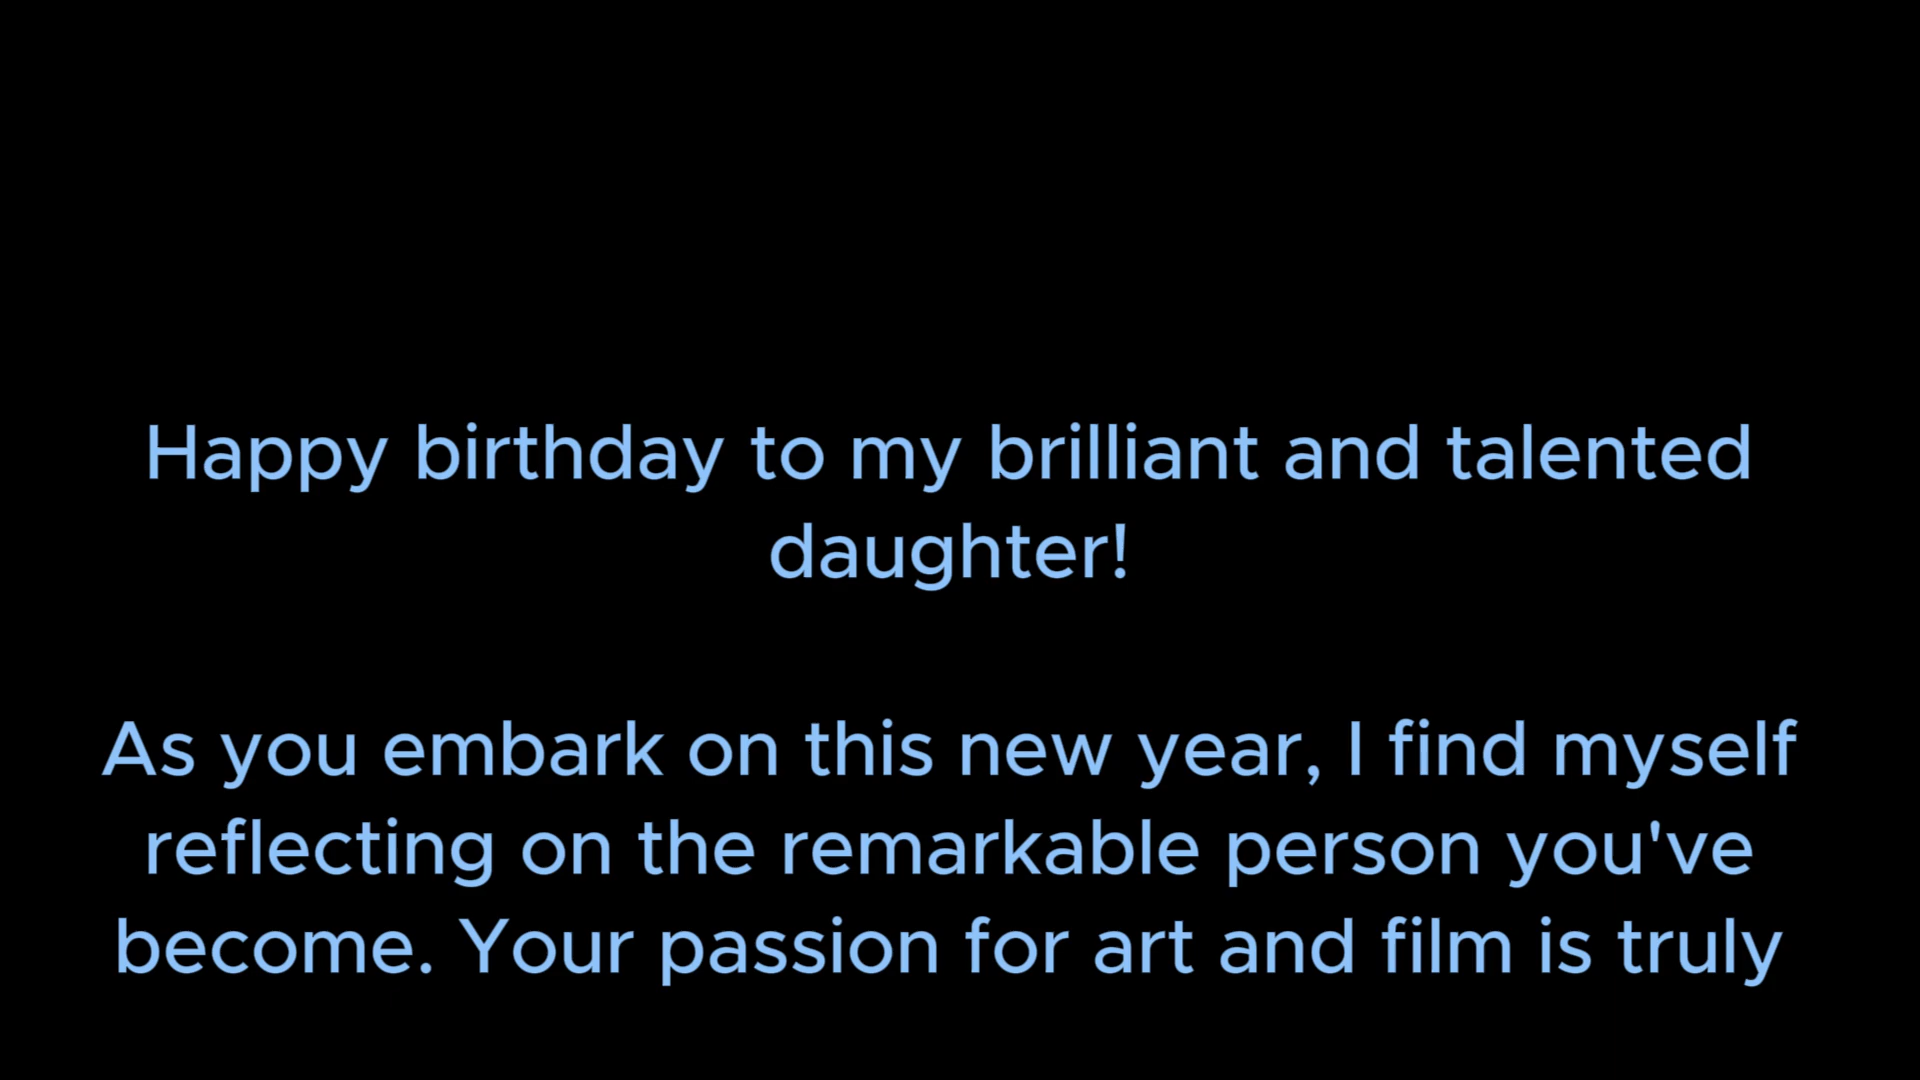 Happy birthday to my brilliant and talented
daughter!
As you embark on this new year, I find myself
reflecting on the remarkable person you've
become. Your passion for art and film is truly